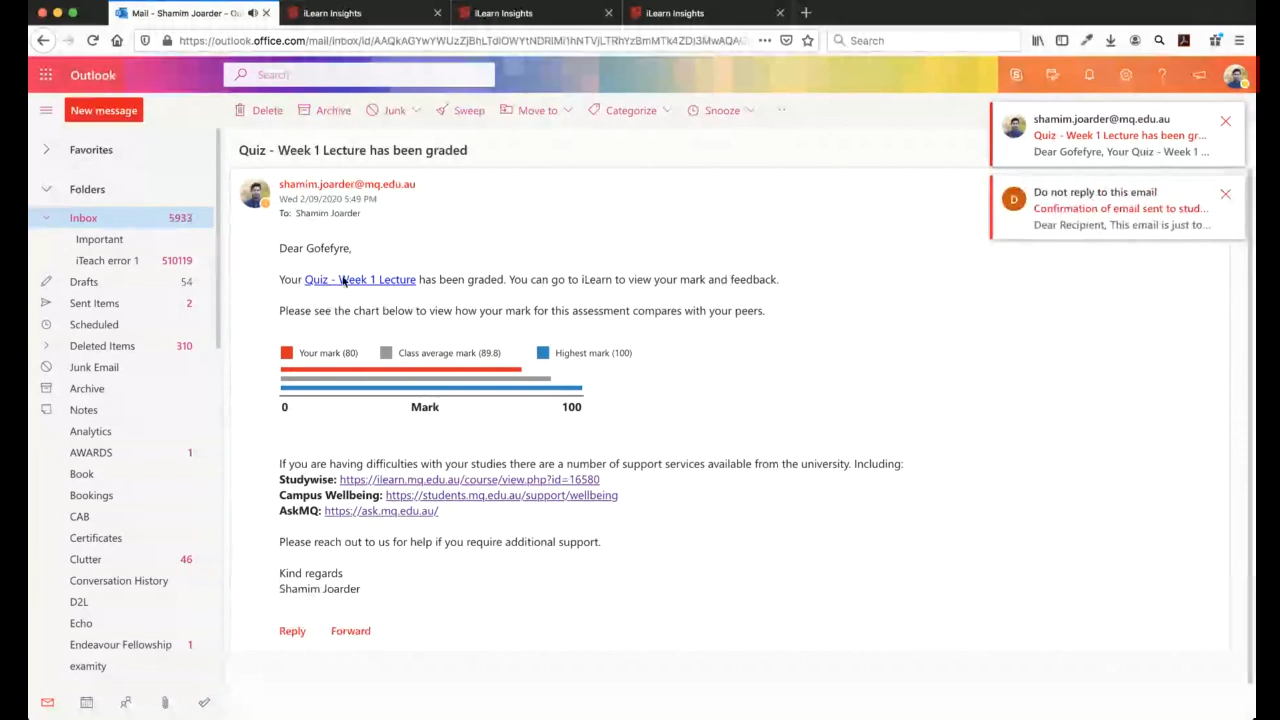 Mail - Shamim Joarder - Ou
iLearn Insights
iLearn Insights
iLearn Insights
Search
Outlook
Search
New message
Delete
Archive
Junk
Sweep
Move to
Categorize
Snooze
Favorites
Folders
Inbox 5933
Important
iTeach error 1 510119
Drafts 54
Sent Items 2
Scheduled
Deleted Items 310
Junk Email
Archive
Notes
Analytics
AWARDS 1
Book
Bookings
CAB
Certificates
Clutter 46
Conversation History
D2L
Echo
Endeavour Fellowship 1
examity
Quiz - Week 1 Lecture has been graded
shamim.joarder@mq.edu.au
Wed 2/09/2020 5:49 PM
To: Shamim Joarder
Dear Gofefyre,
Your Quiz - Week 1 Lecture has been graded. You can go to iLearn to view your mark and feedback.
Please see the chart below to view how your mark for this assessment compares with your peers.
Your mark (80) Class average mark (89.8) Highest mark (100)
0 Mark 100
If you are having difficulties with your studies there are a number of support services available from the university. Including:
Studywise: https://ilearn.mq.edu.au/course/view.php?id=16580
Campus Wellbeing: https://students.mq.edu.au/support/wellbeing
AskMQ: https://ask.mq.edu.au/
Please reach out to us for help if you require additional support.
Kind regards
Shamim Joarder
Reply Forward
shamim.joarder@mq.edu.au
Quiz - Week 1 Lecture has been gr...
Dear Gofefyre, Your Quiz - Week 1 ...
D
Do not reply to this email
Confirmation of email sent to stud...
Dear Recipient, This email is just to...